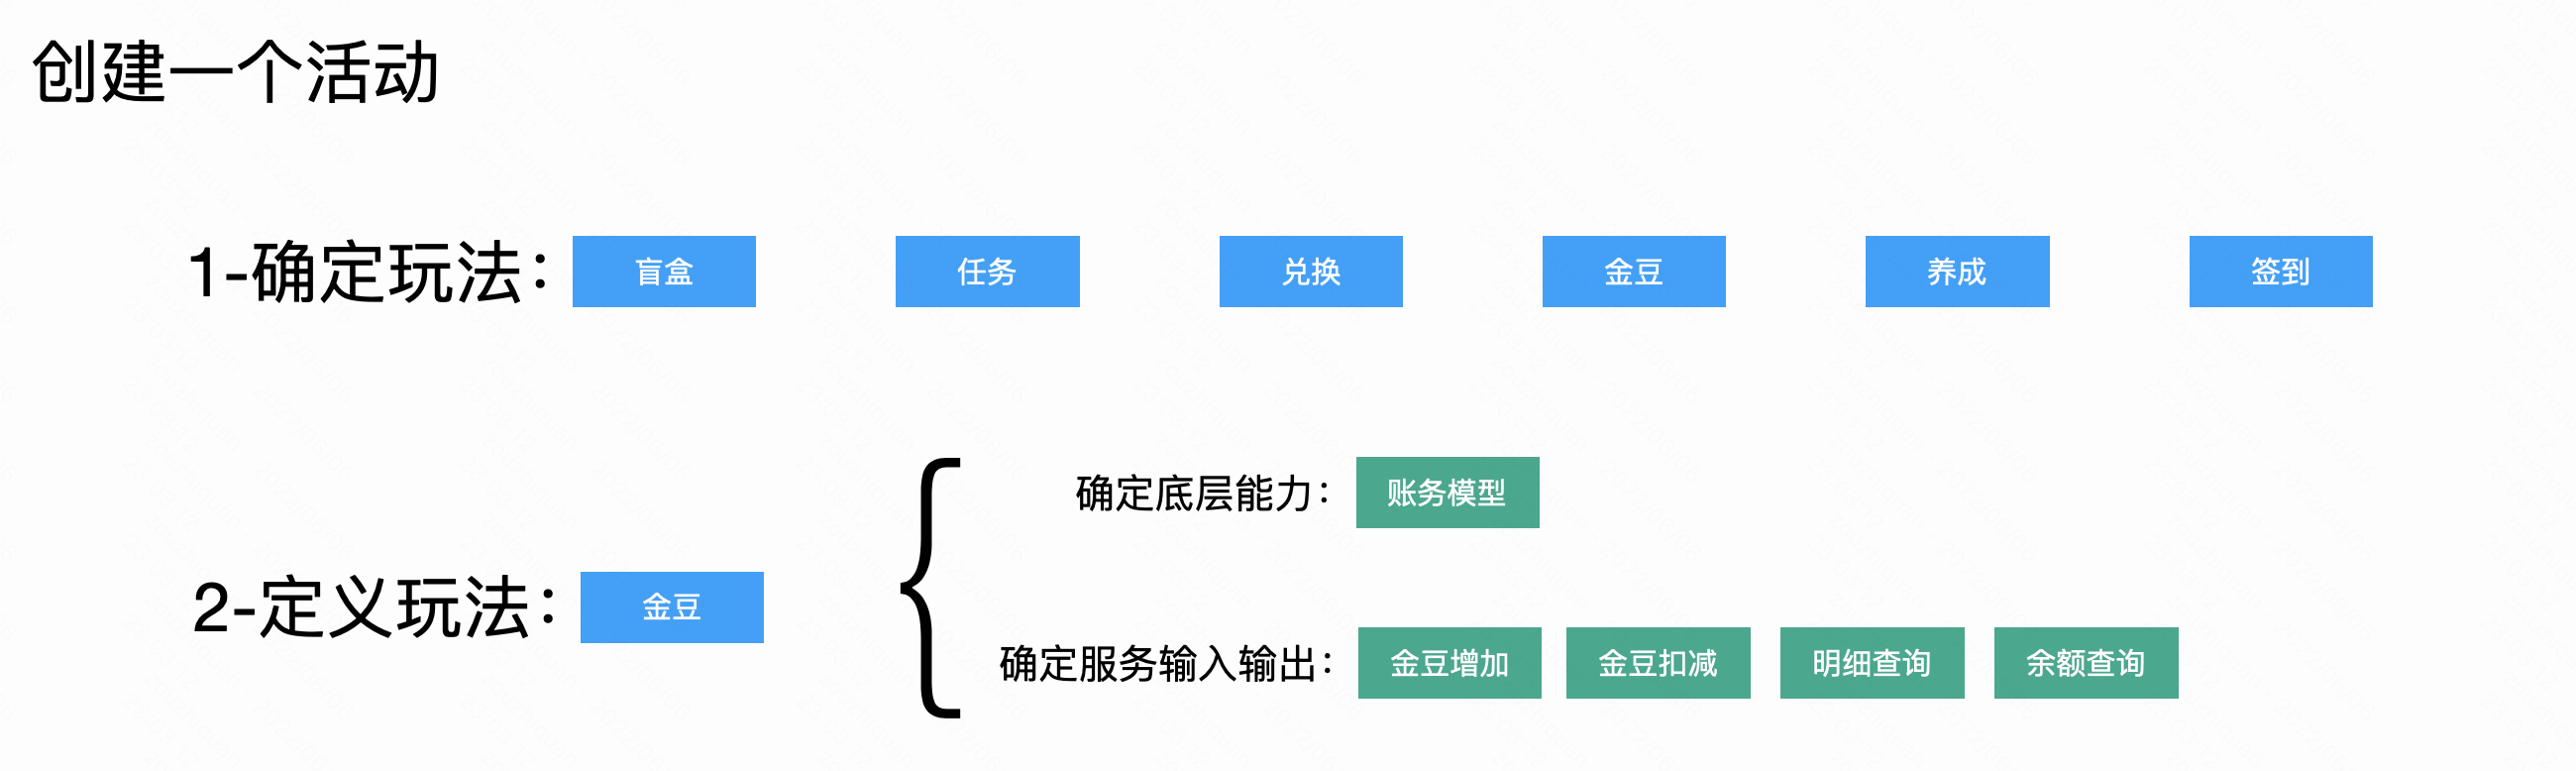 创建一个活动
1-确定玩法： 盲盒 任务 兑换 金豆 养成 签到
确定底层能力： 账务模型
2-定义玩法： 金豆
确定服务输入输出： 金豆增加 金豆扣减 明细查询 余额查询